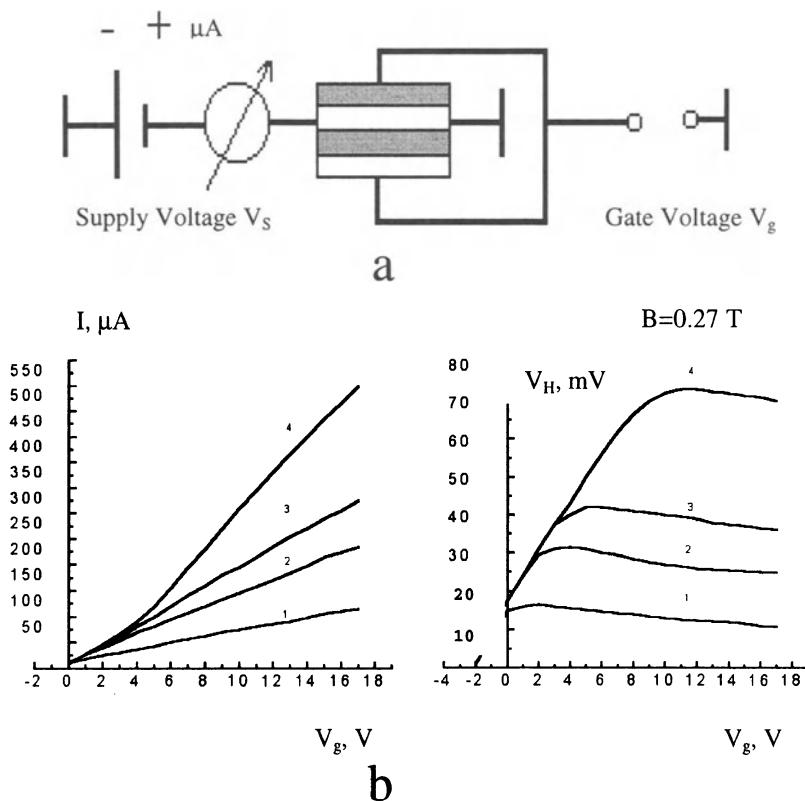 - + μA
Supply Voltage V_S
Gate Voltage V_g
a
I, μA
B=0.27 T
550
500
450
400
350
300
250
200
150
100
50
4
3
2
1
-2 0 2 4 6 8 10 12 14 16 18
V_g, V
V_H, mV
80
70
60
50
40
30
20
10
4
3
2
1
-4 -2 0 2 4 6 8 10 12 14 16 18
V_g, V
b